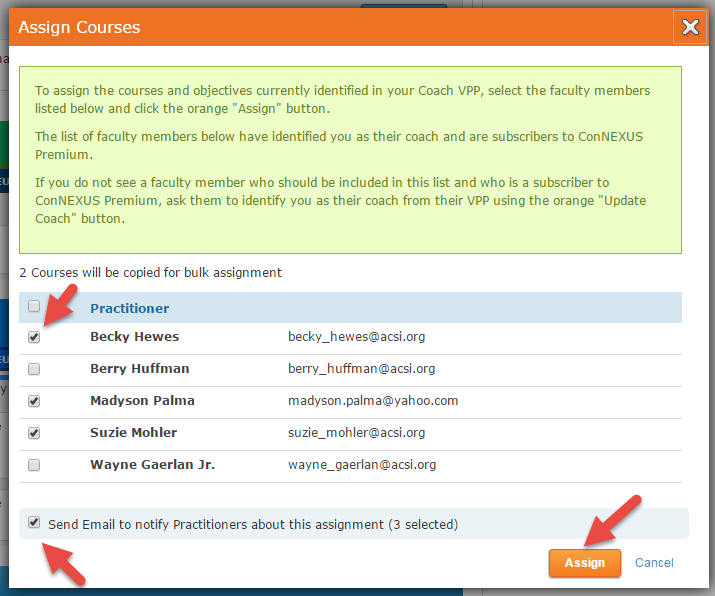 Assign Courses
To assign the courses and objectives currently identified in your Coach VPP, select the faculty members
listed below and click the orange "Assign" button.
The list of faculty members below have identified you as their coach and are subscribers to ConNEXUS
Premium.
If you do not see a faculty member who should be included in this list and who is a subscriber to
ConNEXUS Premium, ask them to identify you as their coach from their VPP using the orange "Update
Coach" button.
2 Courses will be copied for bulk assignment
Practitioner
Becky Hewes becky_hewes@acsi.org
Berry Huffman berry_huffman@acsi.org
Madyson Palma madyson.palma@yahoo.com
Suzie Mohler suzie_mohler@acsi.org
Wayne Gaerlan Jr. wayne_gaerlan@acsi.org
Send Email to notify Practitioners about this assignment (3 selected)
Assign Cancel